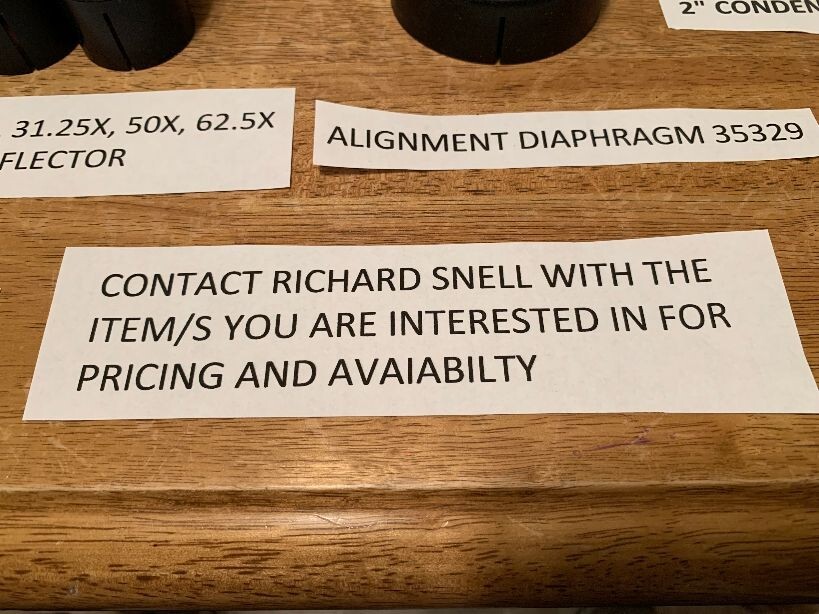 2" CONDEN
31.25X, 50X, 62.5X
FLECTOR
ALIGNMENT DIAPHRAGM 35329
CONTACT RICHARD SNELL WITH THE
ITEM/S YOU ARE INTERESTED IN FOR
PRICING AND AVAIABILTY